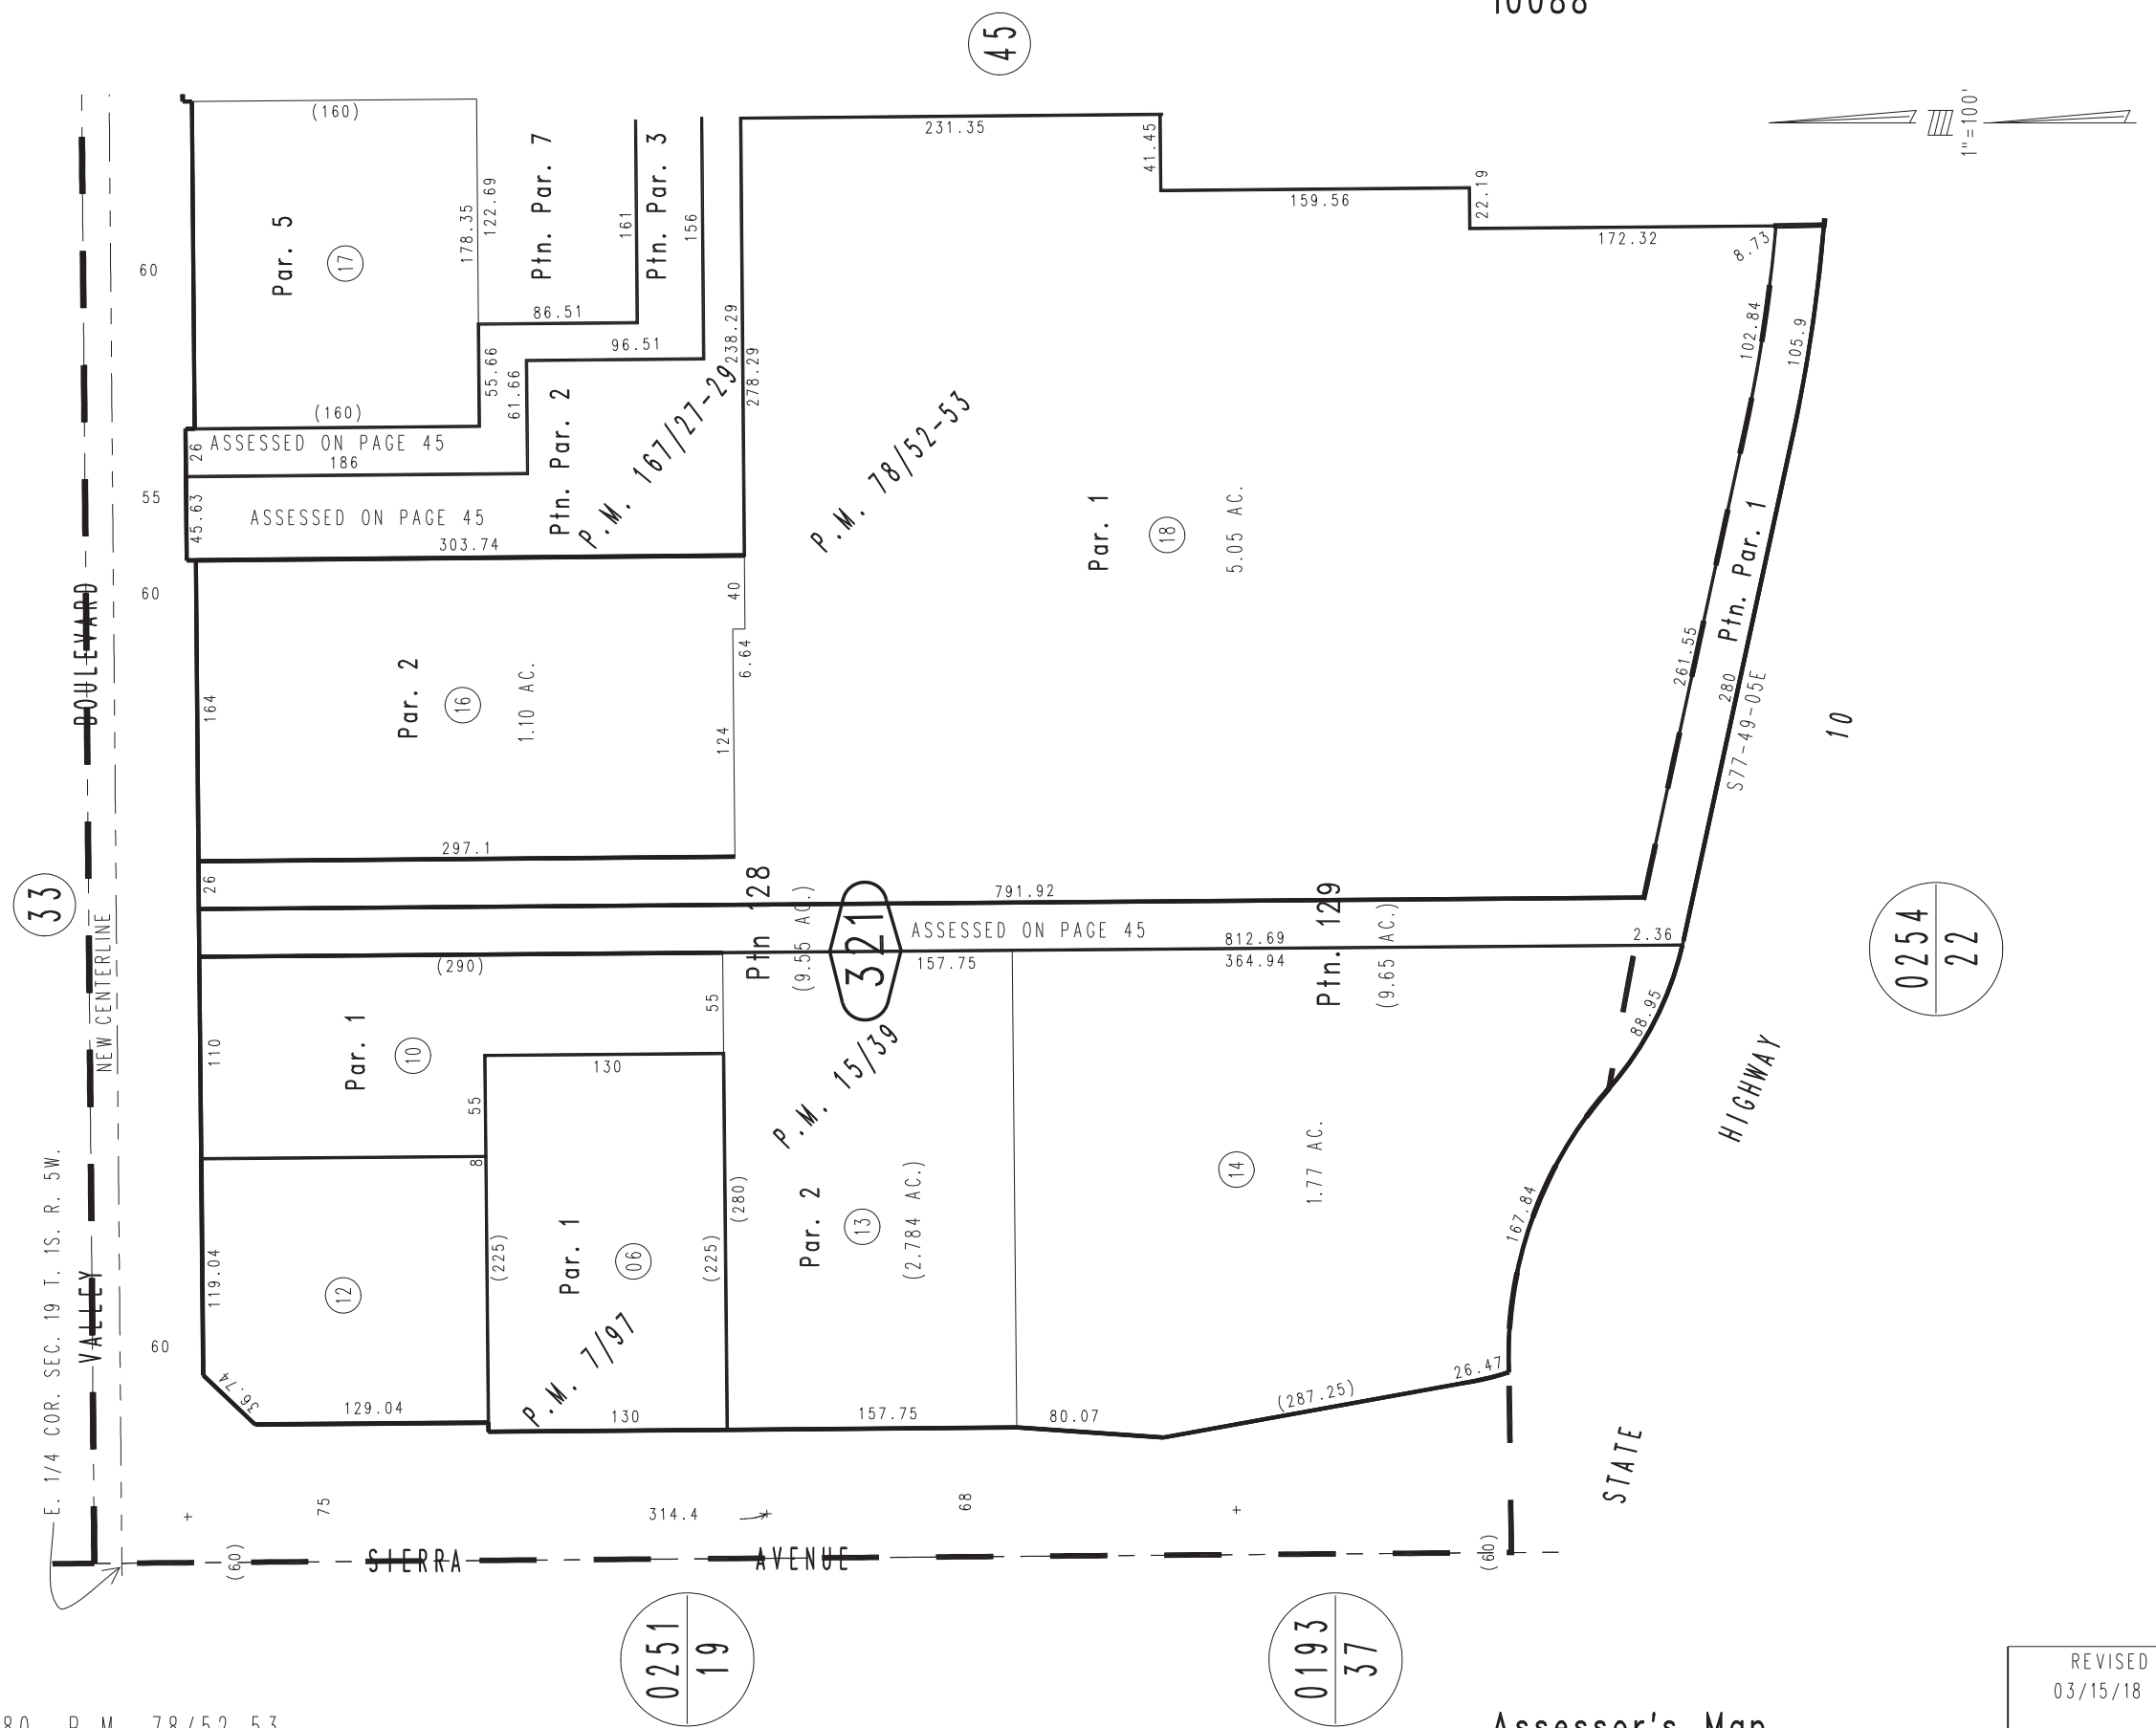 10088
45
(160)
Par. 5
17
178.35
122.69
Ptn. Par. 7
161
Ptn. Par. 3
156
86.51
96.51
55.66
61.66
(160)
26
ASSESSED ON PAGE 45
186
45.63
ASSESSED ON PAGE 45
303.74
Ptn. Par. 2
P.M. 167/27-29
238.29
278.29
231.35
41.45
159.56
22.19
172.32
8.73
102.84
105.9
1"=100'
P.M. 78/52-53
Par. 1
18
5.05 AC.
261.55
280
Ptn. Par. 1
S77-49-05E
10
60
55
60
60
BOULEVARD
VALLEY
NEW CENTERLINE
33
E. 1/4 COR. SEC. 19 T. 1S. R. 5W.
164
Par. 2
16
1.10 AC.
40
6.64
124
297.1
26
791.92
Ptn 128
(9.55 AC.)
321
ASSESSED ON PAGE 45
812.69
2.36
Ptn. 129
(9.65 AC.)
(290)
157.75
364.94
110
Par. 1
10
55
130
55
8
P.M. 15/39
(280)
Par. 2
13
(2.784 AC.)
14
1.77 AC.
88.95
167.84
26.47
(287.25)
80.07
157.75
119.04
12
36.74
129.04
(225)
Par. 1
06
(225)
P.M. 7/97
130
HIGHWAY
STATE
0254
22
75
314.4
68
(60)
(60)
SIERRA AVENUE
0251
19
0193
37
REVISED
03/15/18
P.M. 78/52-53
Assessor's Map